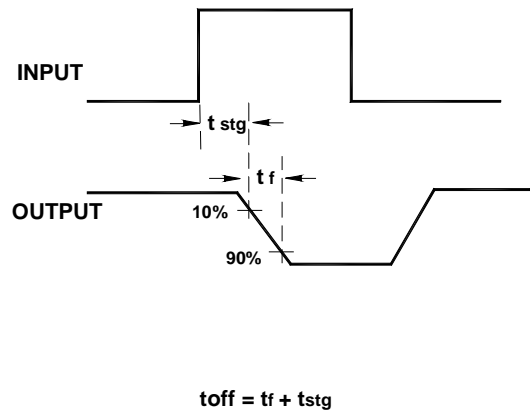 INPUT
t stg
t f
OUTPUT
10%
90%
toff = tf + tstg